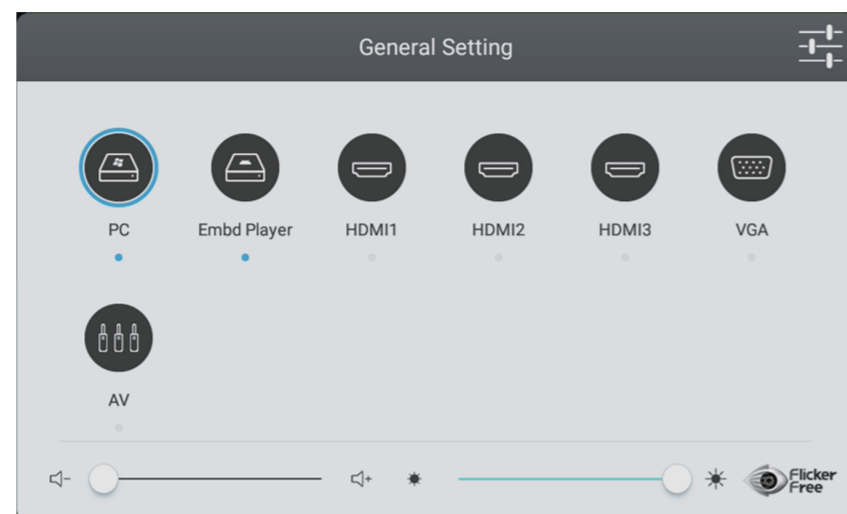 General Setting
PC
Embd Player
HDMI1
HDMI2
HDMI3
VGA
AV
Flicker
Free